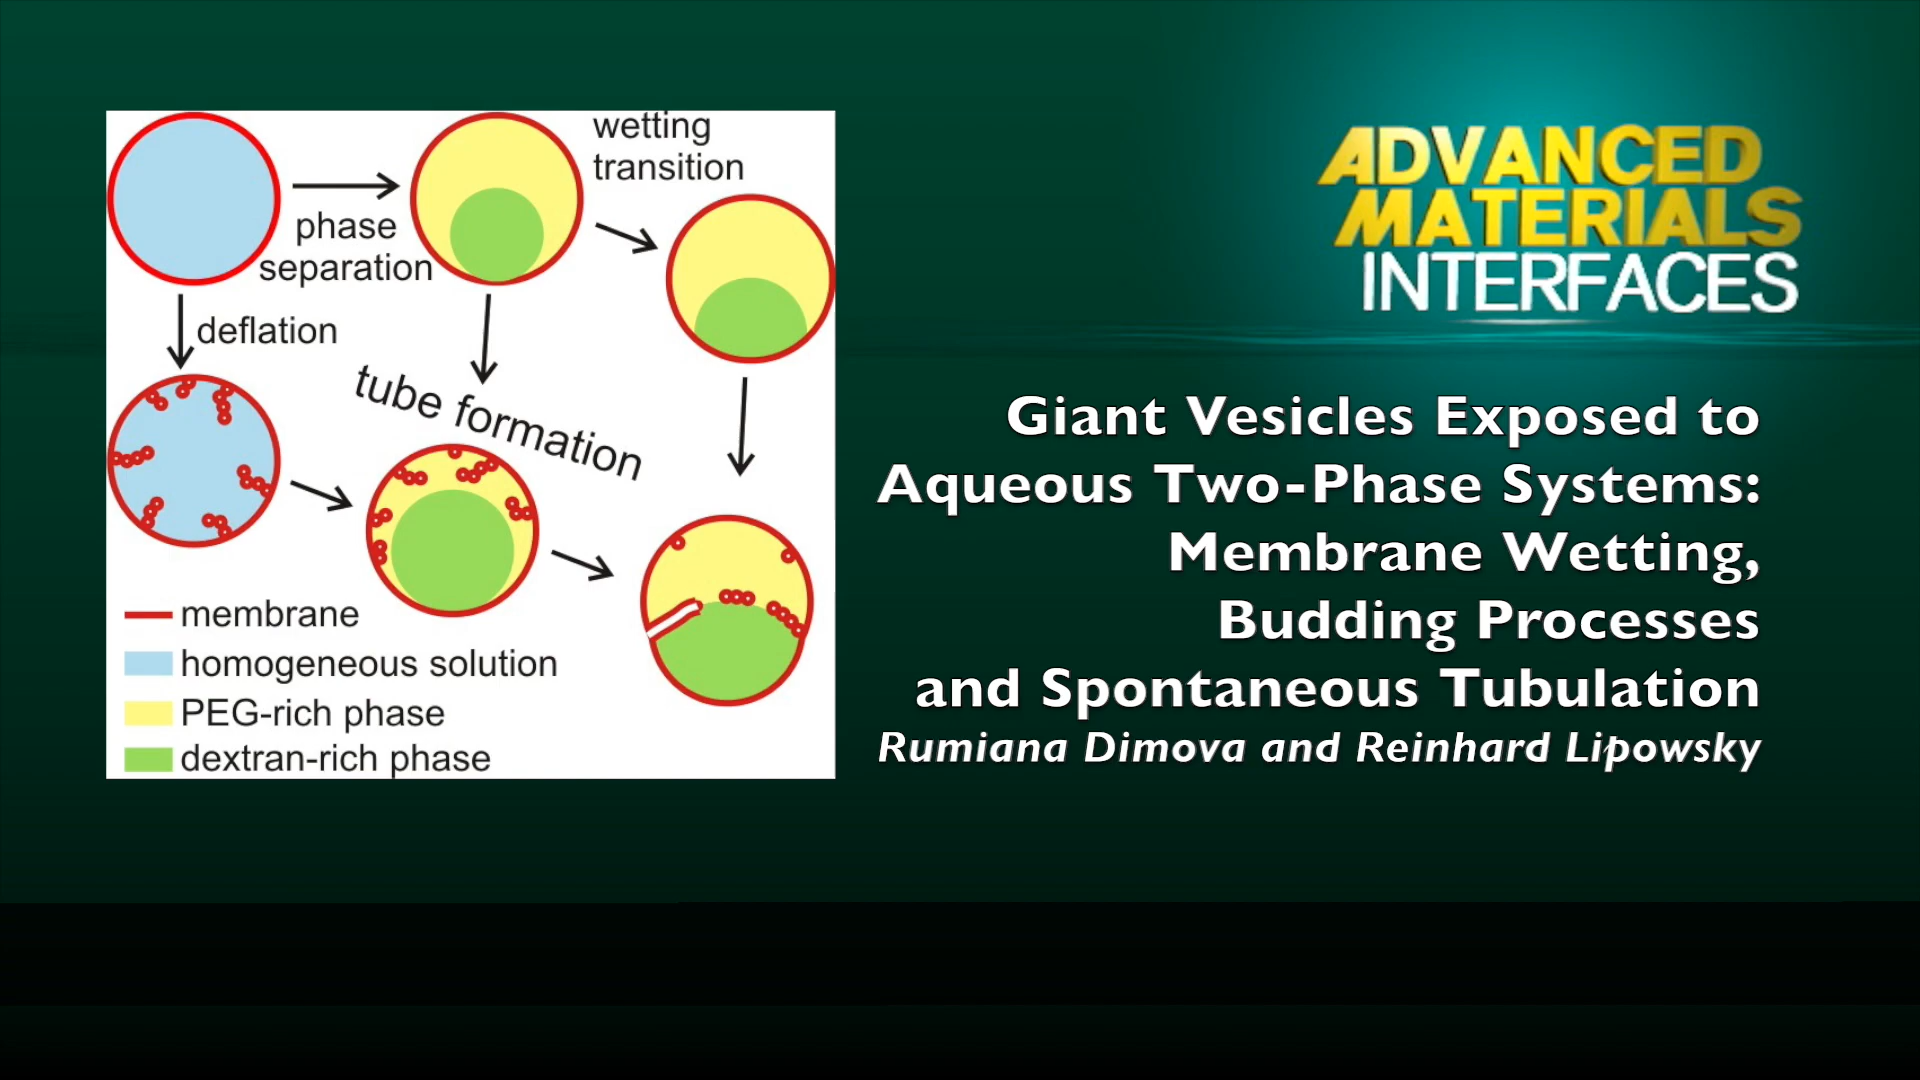 wetting
transition
phase
separation
deflation
tube formation
membrane
homogeneous solution
PEG-rich phase
dextran-rich phase
ADVANCED
MATERIALS
INTERFACES
Giant Vesicles Exposed to
Aqueous Two-Phase Systems:
Membrane Wetting,
Budding Processes
and Spontaneous Tubulation
Rumiana Dimova and Reinhard Lipowsky